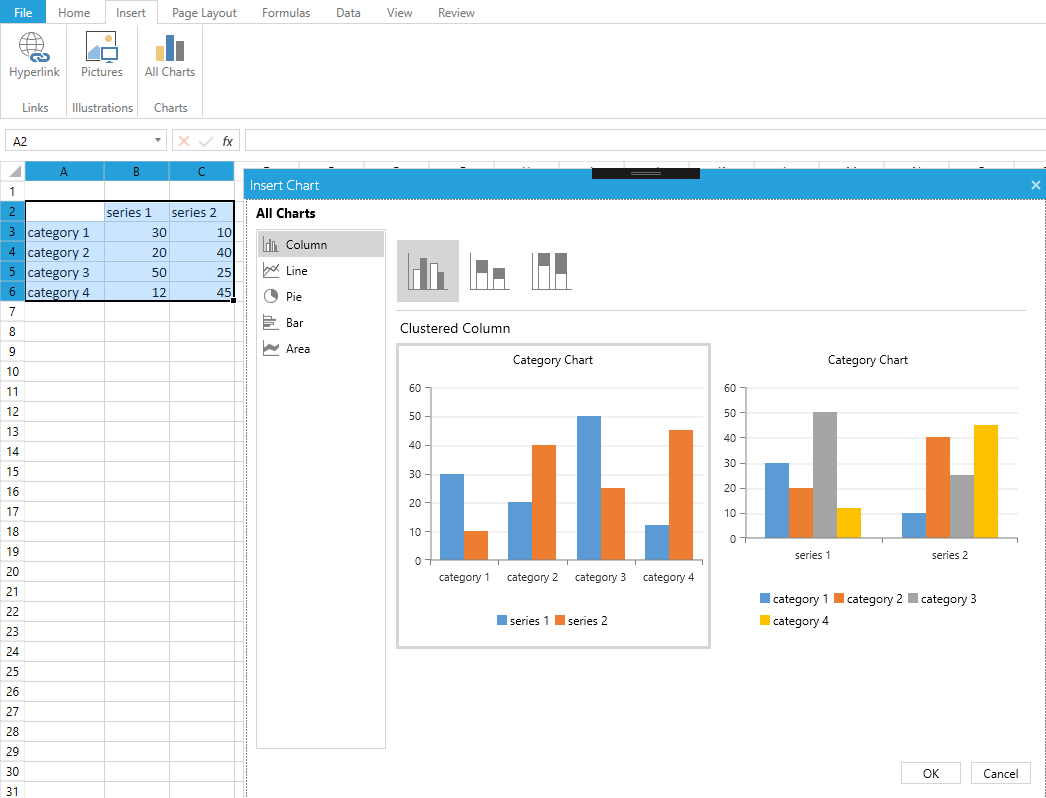 File Home Insert Page Layout Formulas Data View Review
Hyperlink Pictures All Charts
Links Illustrations Charts
A2 fx
A B C
Insert Chart
1
All Charts
2 series 1 series 2
3 category 1 30 10
4 category 2 20 40
5 category 3 50 25
6 category 4 12 45
7
8
9
10
11
12
13
14
15
16
17
18
19
20
21
22
23
24
25
26
27
28
29
30
31
Column
Line
Pie
Bar
Area
Clustered Column
Category Chart
60
50
40
30
20
10
0
category 1 category 2 category 3 category 4
series 1 series 2
Category Chart
60
50
40
30
20
10
0
series 1 series 2
category 1 category 2 category 3
category 4
OK Cancel